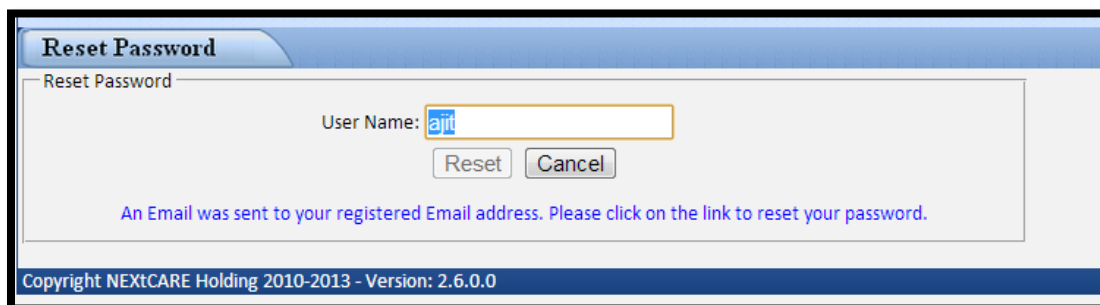 Reset Password
Reset Password
User Name: ajit
Reset Cancel
An Email was sent to your registered Email address. Please click on the link to reset your password.
Copyright NEXtCARE Holding 2010-2013 - Version: 2.6.0.0